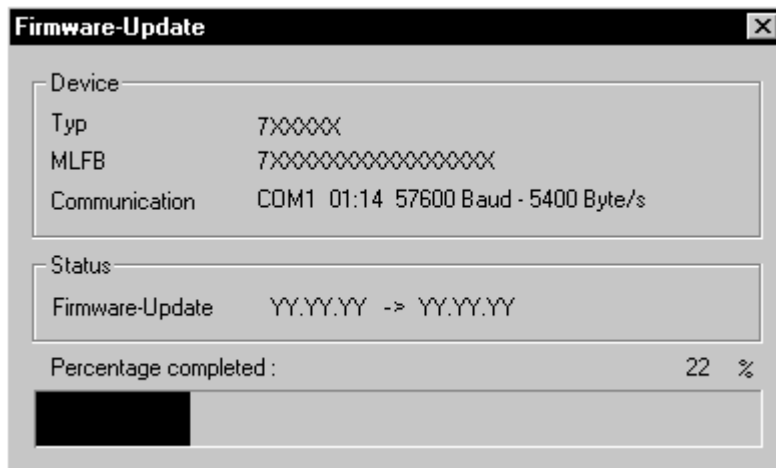 Firmware-Update
Device
Typ 7XXXXX
MLFB 7XXXXXXXXXXXXXXX
Communication COM1 01:14 57600 Baud - 5400 Byte/s
Status
Firmware-Update YY.YY.YY -> YY.YY.YY
Percentage completed : 22 %